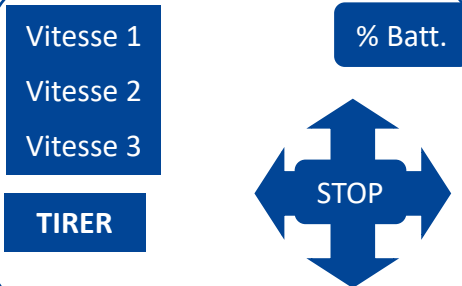 Vitesse 1
Vitesse 2
Vitesse 3
TIRER
% Batt.
STOP